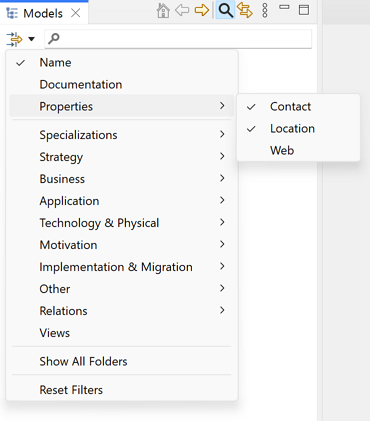 Models
Name
Documentation
Properties
Contact
Location
Web
Specializations
Strategy
Business
Application
Technology & Physical
Motivation
Implementation & Migration
Other
Relations
Views
Show All Folders
Reset Filters